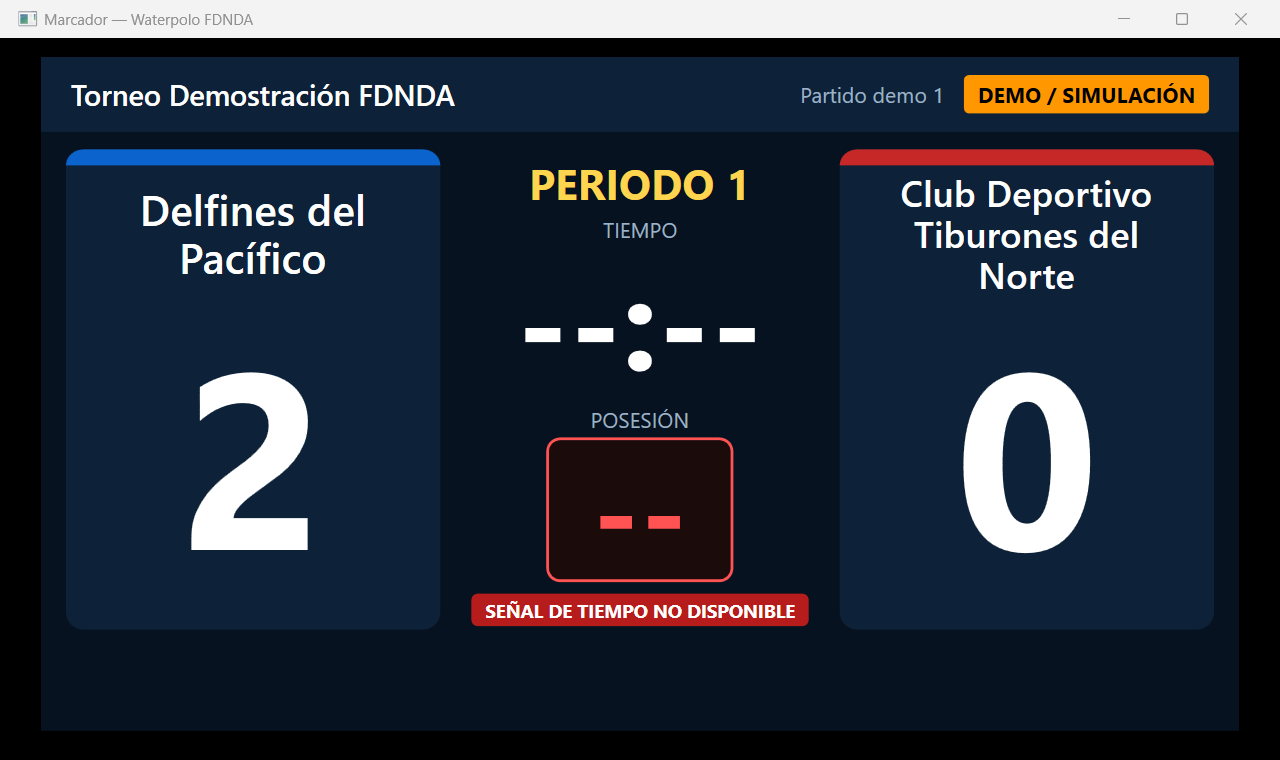 Marcador — Waterpolo FDNDA
Torneo Demostración FDNDA
Partido demo 1
DEMO / SIMULACIÓN
Delfines del
Pacífico
2
PERIODO 1
TIEMPO
--:--
POSESIÓN
--
SEÑAL DE TIEMPO NO DISPONIBLE
Club Deportivo
Tiburones del
Norte
0